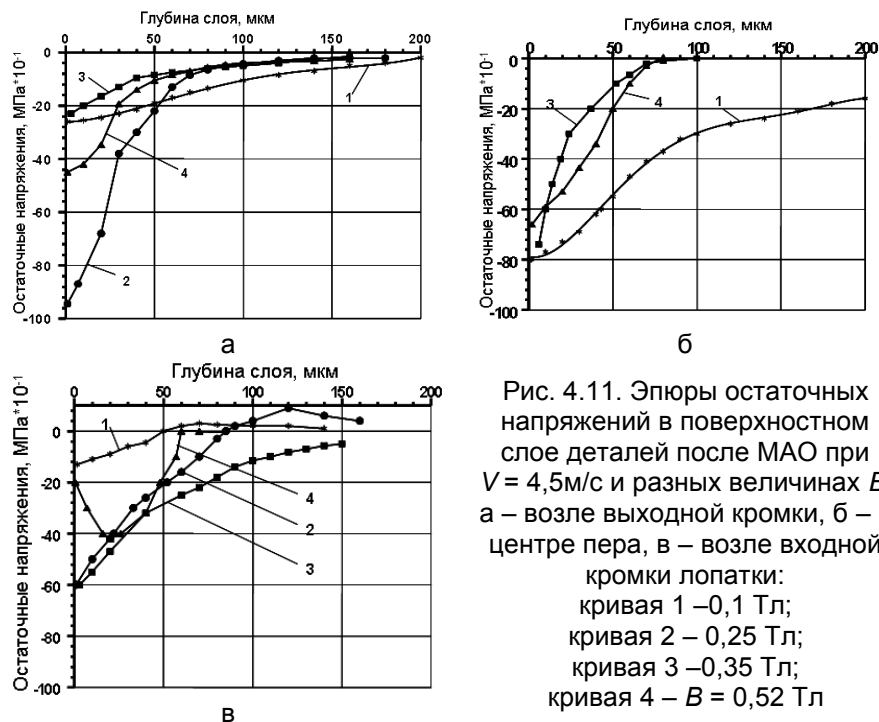 Глубина слоя, мкм
0 50 100 150 200
Остаточные напряжения, МПа*10⁻¹
0
-20
-40
-60
-80
-100
3
1
4
2
а
Глубина слоя, мкм
0 50 100 150 200
Остаточные напряжения, МПа*10⁻¹
0
-20
-40
-60
-80
-100
3
4
1
б
Глубина слоя, мкм
0 50 100 150 200
Остаточные напряжения, МПа*10⁻¹
0
-20
-40
-60
-80
-100
1
4
2
3
в
Рис. 4.11. Эпюры остаточных
напряжений в поверхностном
слое деталей после МАО при
V = 4,5м/с и разных величинах
а – возле выходной кромки, б –
центре пера, в – возле входной
кромки лопатки:
кривая 1 –0,1 Тл;
кривая 2 – 0,25 Тл;
кривая 3 –0,35 Тл;
кривая 4 – B = 0,52 Тл